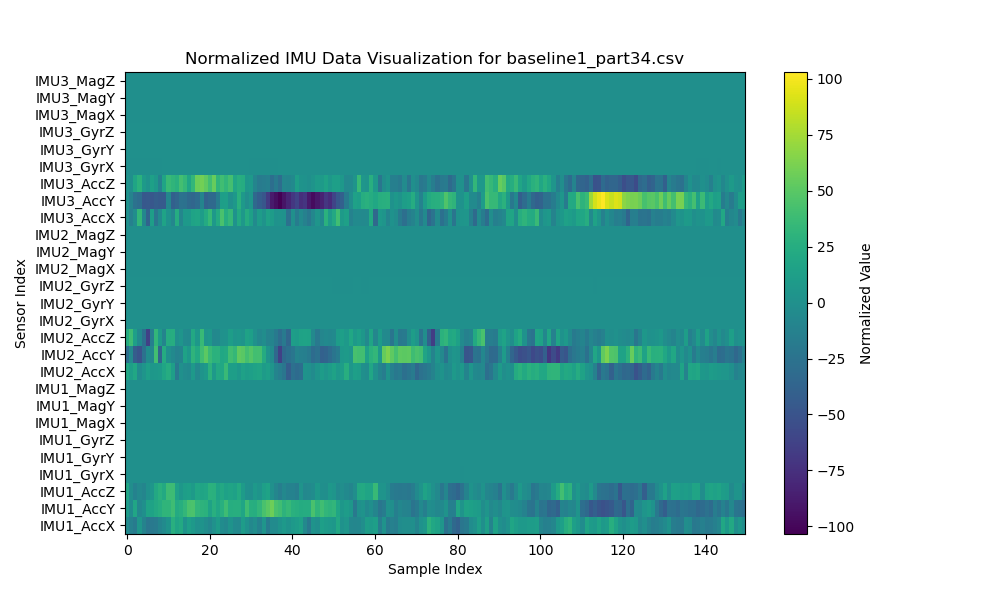 Normalized IMU Data Visualization for baseline1_part34.csv
IMU3_MagZ
IMU3_MagY
IMU3_MagX
IMU3_GyrZ
IMU3_GyrY
IMU3_GyrX
IMU3_AccZ
IMU3_AccY
IMU3_AccX
IMU2_MagZ
IMU2_MagY
IMU2_MagX
IMU2_GyrZ
IMU2_GyrY
IMU2_GyrX
IMU2_AccZ
IMU2_AccY
IMU2_AccX
IMU1_MagZ
IMU1_MagY
IMU1_MagX
IMU1_GyrZ
IMU1_GyrY
IMU1_GyrX
IMU1_AccZ
IMU1_AccY
IMU1_AccX
Sensor Index
0 20 40 60 80 100 120 140
Sample Index
100
75
50
25
0
−25
−50
−75
−100
Normalized Value